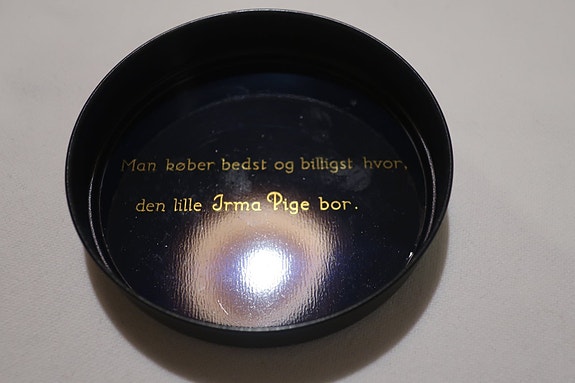 Man køber bedst og billigst hvor,
den lille Irma Pige bor.